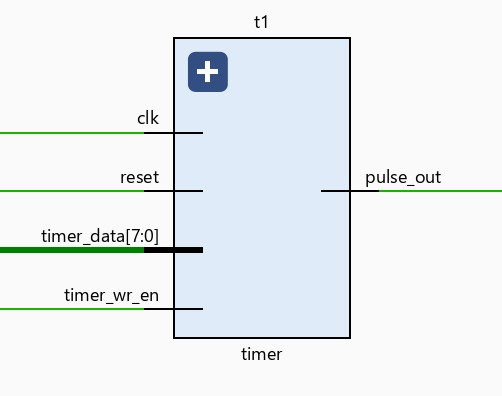 t1
clk
reset
pulse_out
timer_data[7:0]
timer_wr_en
timer